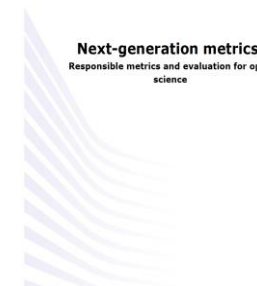 Next-generation metrics
Responsible metrics and evaluation for op
science